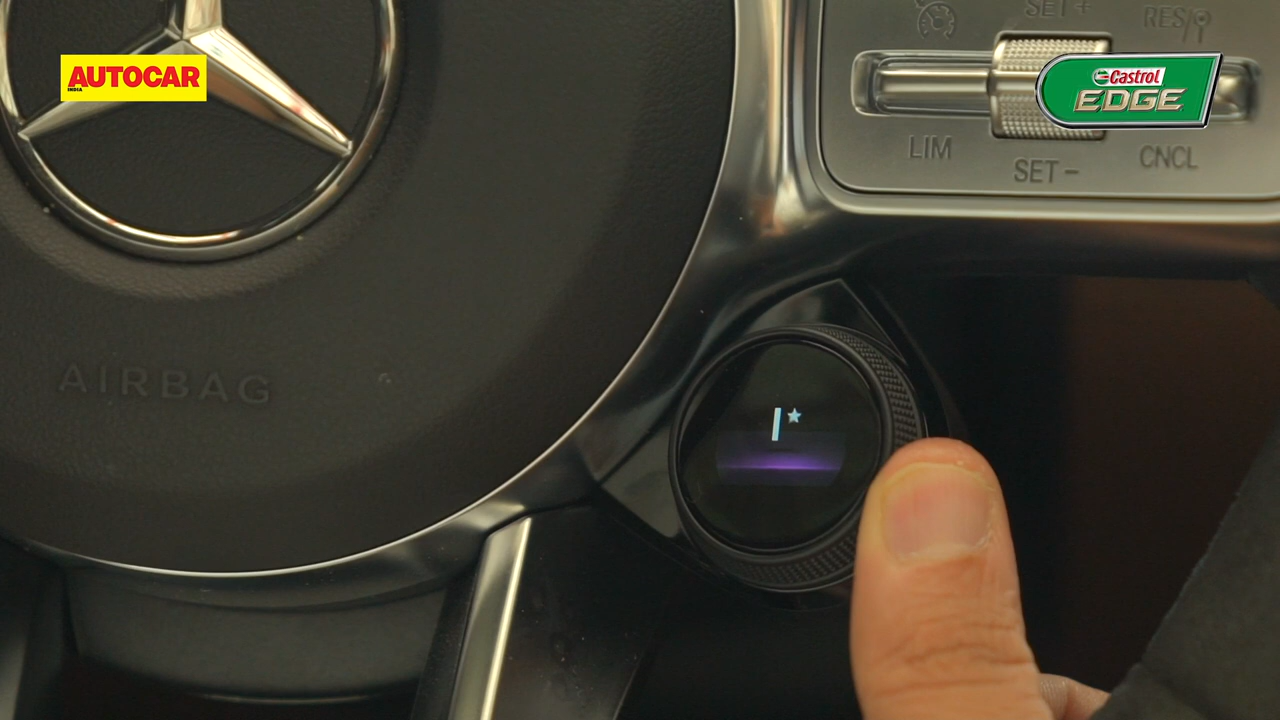 AUTOCAR
INDIA
SET +
RES/
Castrol
EDGE
LIM
SET −
CNCL
AIRBAG
I*